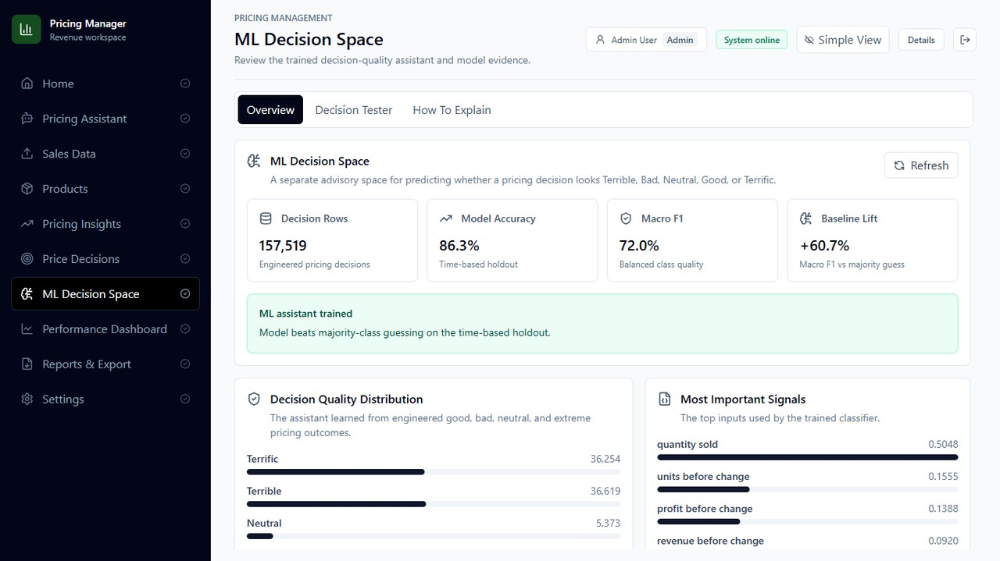 Pricing Manager
Revenue workspace
Home
Pricing Assistant
Sales Data
Products
Pricing Insights
Price Decisions
ML Decision Space
Performance Dashboard
Reports & Export
Settings
PRICING MANAGEMENT
ML Decision Space
Review the trained decision-quality assistant and model evidence.
Admin User Admin
System online
Simple View
Details
Overview Decision Tester How To Explain
ML Decision Space
A separate advisory space for predicting whether a pricing decision looks Terrible, Bad, Neutral, Good, or Terrific.
Refresh
Decision Rows
157,519
Engineered pricing decisions
Model Accuracy
86.3%
Time-based holdout
Macro F1
72.0%
Balanced class quality
Baseline Lift
+60.7%
Macro F1 vs majority guess
ML assistant trained
Model beats majority-class guessing on the time-based holdout.
Decision Quality Distribution
The assistant learned from engineered good, bad, neutral, and extreme
pricing outcomes.
Terrific 36,254
Terrible 36,619
Neutral 5,373
Most Important Signals
The top inputs used by the trained classifier.
quantity sold 0.5048
units before change 0.1555
profit before change 0.1388
revenue before change 0.0920